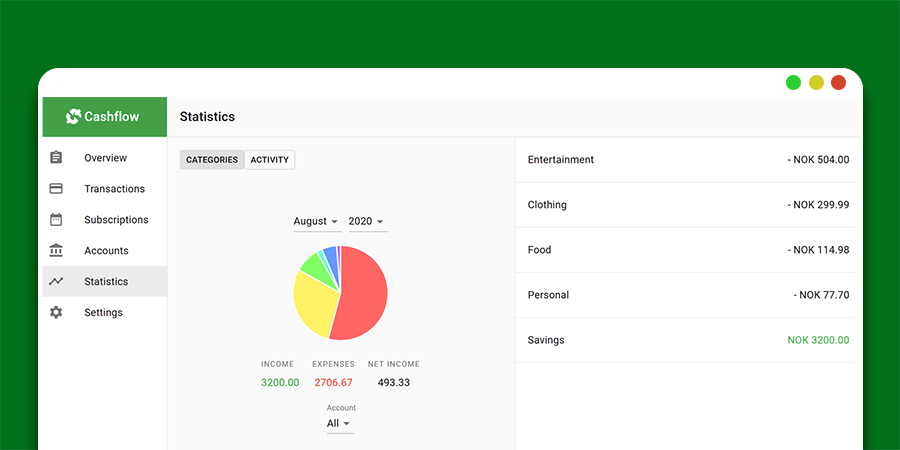 Cashflow
Statistics
Overview
Transactions
Subscriptions
Accounts
Statistics
Settings
CATEGORIES ACTIVITY
August 2020
INCOME EXPENSES NET INCOME
3200.00 2706.67 493.33
Account
All
Entertainment - NOK 504.00
Clothing - NOK 299.99
Food - NOK 114.98
Personal - NOK 77.70
Savings NOK 3200.00